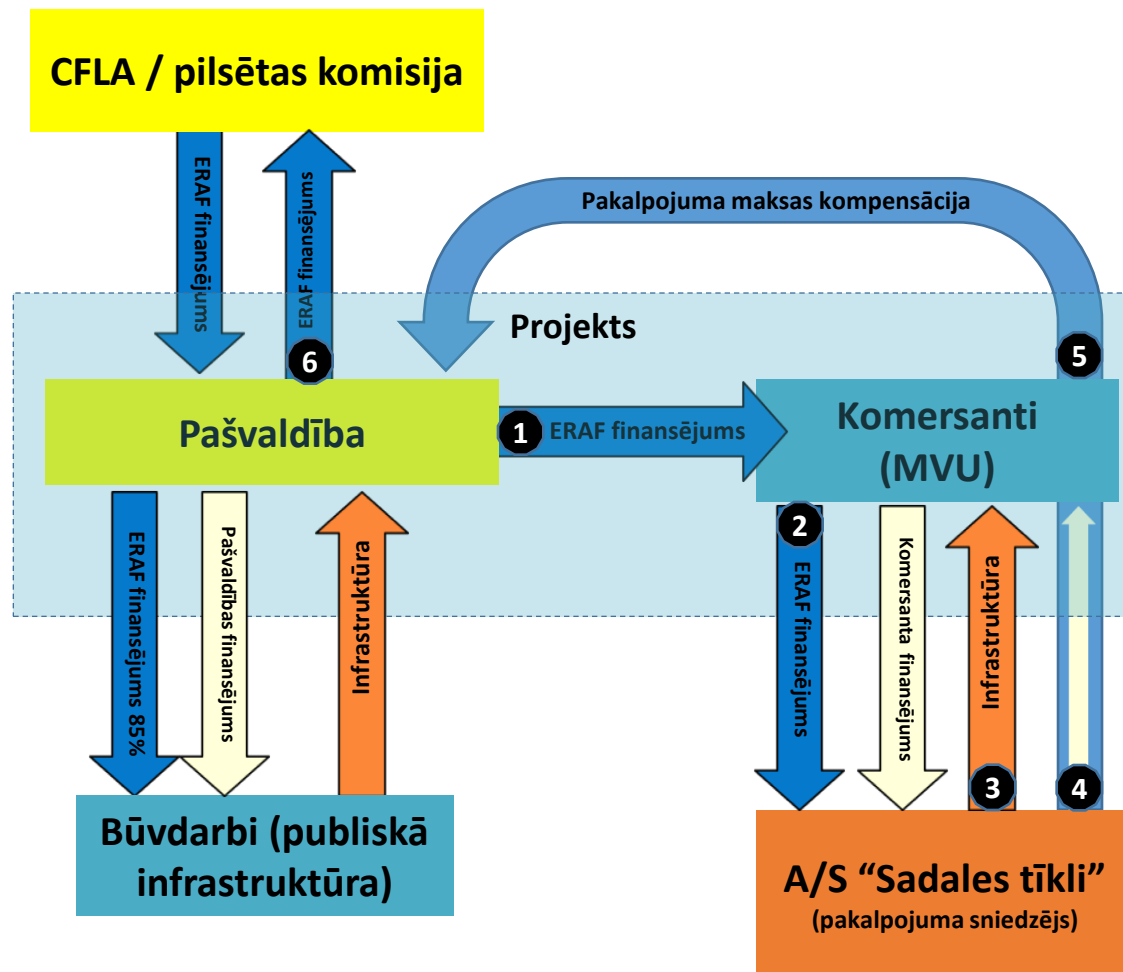 CFLA / pilsētas komisija
ERAF finansējums
ERAF finansējums
Pakalpojuma maksas kompensācija
Projekts
6
5
Pašvaldība
1
ERAF finansējums
Komersanti
(MVU)
2
ERAF finansējums 85%
Pašvaldības finansējums
Infrastruktūra
ERAF finansējums
Komersanta finansējums
Infrastruktūra
3
4
Būvdarbi (publiskā
infrastruktūra)
A/S “Sadales tīkli”
(pakalpojuma sniedzējs)